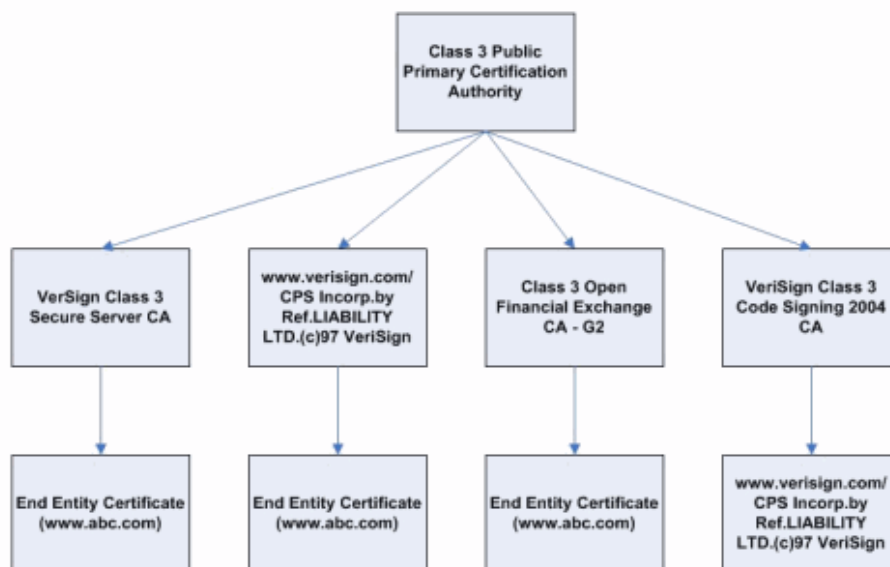 Class 3 Public
Primary Certification
Authority
VerSign Class 3
Secure Server CA
www.verisign.com/
CPS Incorp.by
Ref.LIABILITY
LTD.(c)97 VeriSign
Class 3 Open
Financial Exchange
CA - G2
VeriSign Class 3
Code Signing 2004
CA
End Entity Certificate
(www.abc.com)
End Entity Certificate
(www.abc.com)
End Entity Certificate
(www.abc.com)
www.verisign.com/
CPS Incorp.by
Ref.LIABILITY
LTD.(c)97 VeriSign